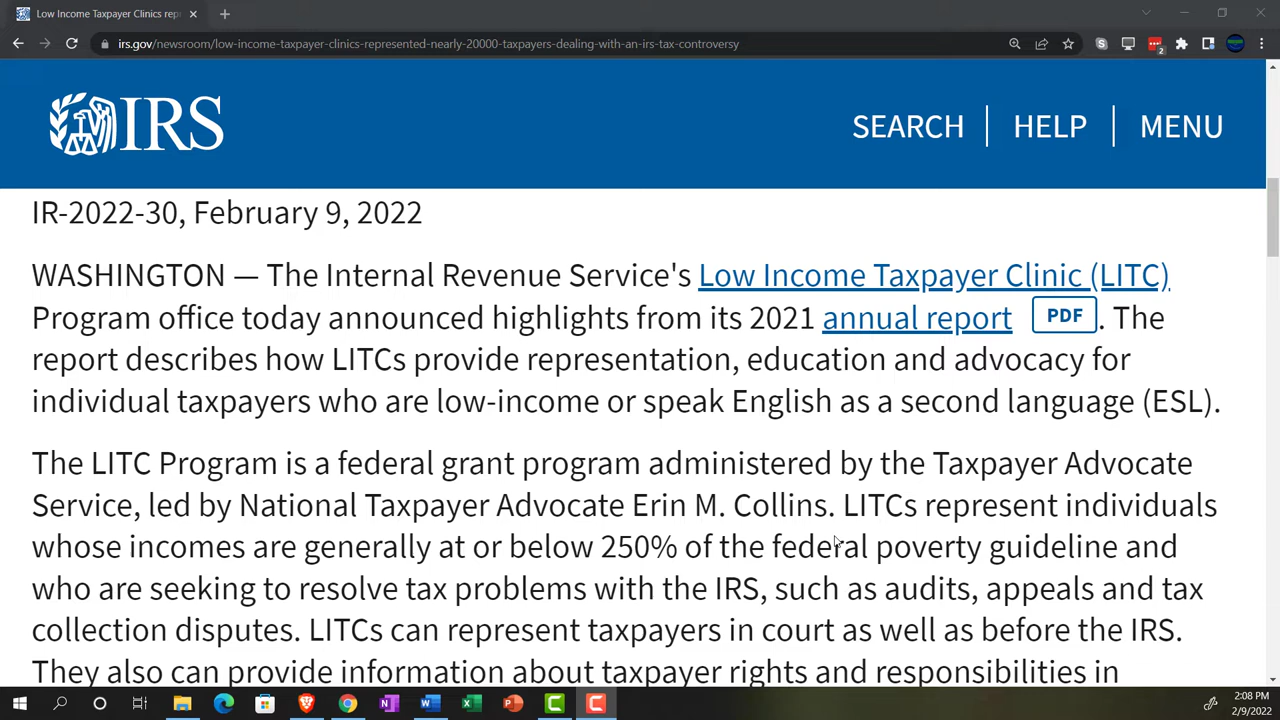 Low Income Taxpayer Clinics rep
irs.gov/newsroom/low-income-taxpayer-clinics-represented-nearly-20000-taxpayers-dealing-with-an-irs-tax-controversy
2
IRS
SEARCH HELP MENU
IR-2022-30, February 9, 2022
WASHINGTON — The Internal Revenue Service's Low Income Taxpayer Clinic (LITC)
Program office today announced highlights from its 2021 annual report PDF. The
report describes how LITCs provide representation, education and advocacy for
individual taxpayers who are low-income or speak English as a second language (ESL).
The LITC Program is a federal grant program administered by the Taxpayer Advocate
Service, led by National Taxpayer Advocate Erin M. Collins. LITCs represent individuals
whose incomes are generally at or below 250% of the federal poverty guideline and
who are seeking to resolve tax problems with the IRS, such as audits, appeals and tax
collection disputes. LITCs can represent taxpayers in court as well as before the IRS.
They also can provide information about taxpayer rights and responsibilities in
2:08 PM
2/9/2022